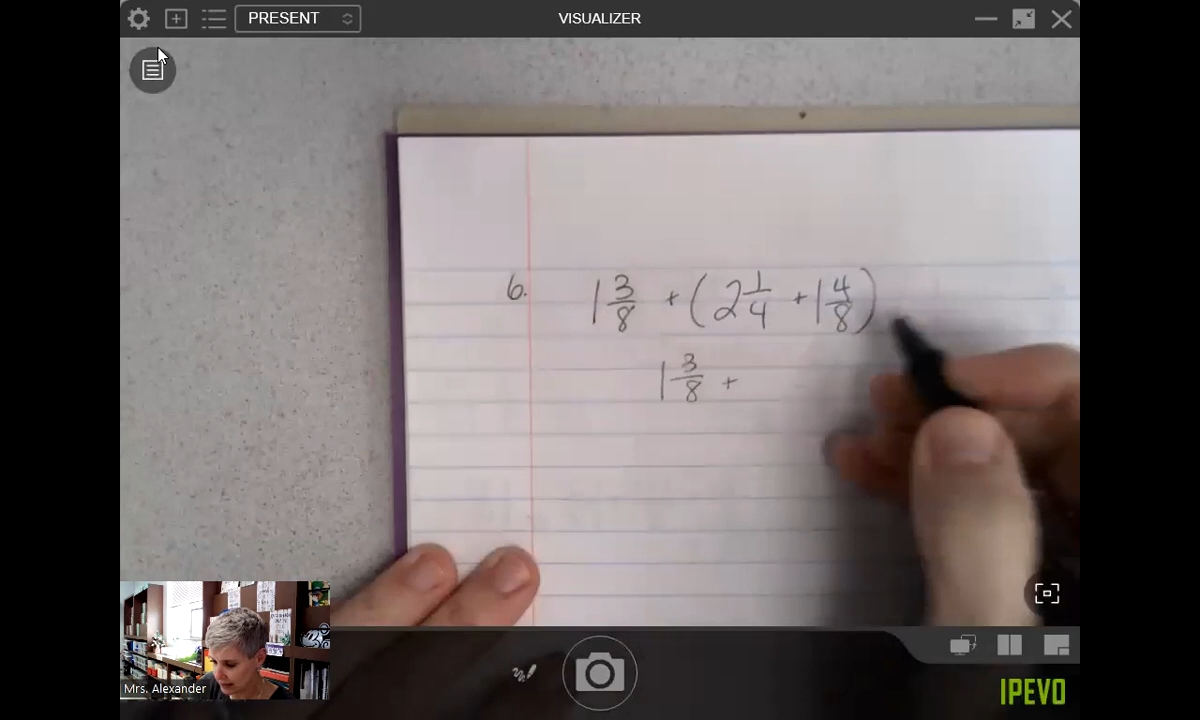 PRESENT
VISUALIZER
6. 1 3/8 + (2 1/4 + 1 4/8)
1 3/8 +
Mrs. Alexander
IPEVO